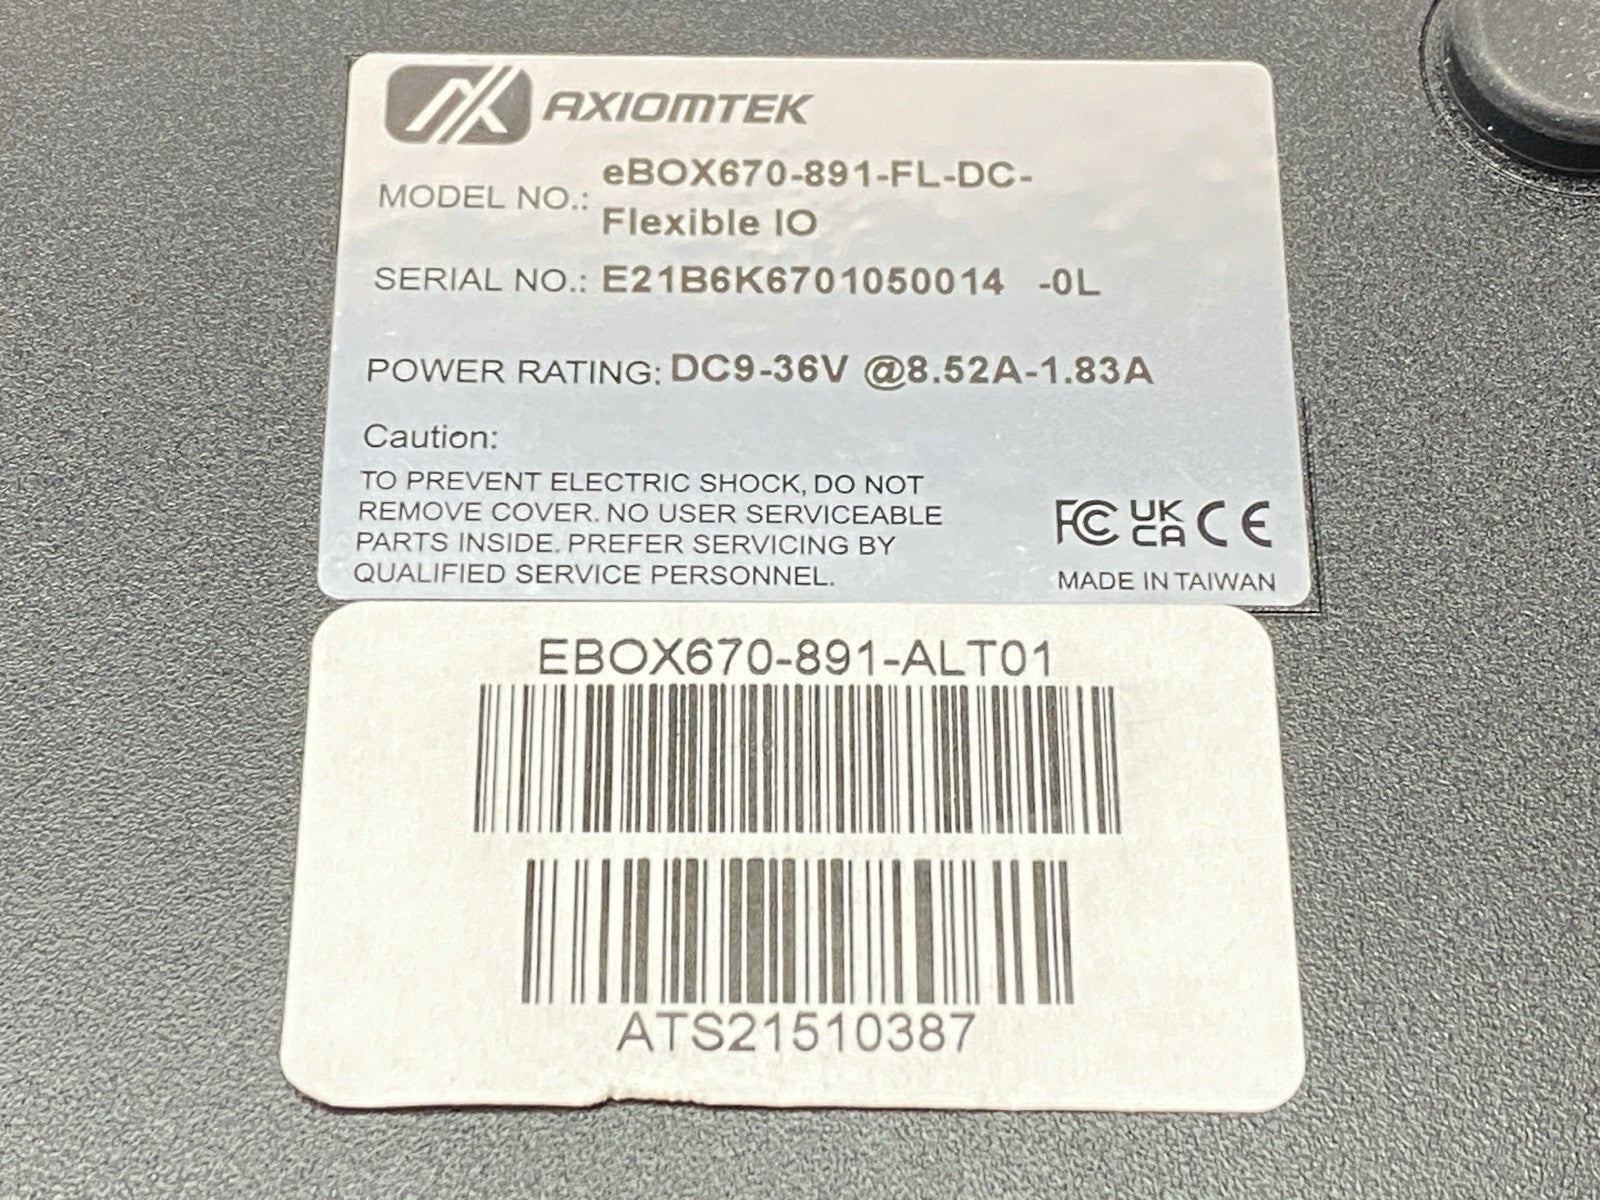 AXIOMTEK
MODEL NO.: eBOX670-891-FL-DC-
Flexible IO
SERIAL NO.: E21B6K6701050014 -0L
POWER RATING: DC9-36V @8.52A-1.83A
Caution:
TO PREVENT ELECTRIC SHOCK, DO NOT
REMOVE COVER. NO USER SERVICEABLE
PARTS INSIDE. PREFER SERVICING BY
QUALIFIED SERVICE PERSONNEL.
FC UK CA CE
MADE IN TAIWAN
EBOX670-891-ALT01
ATS21510387